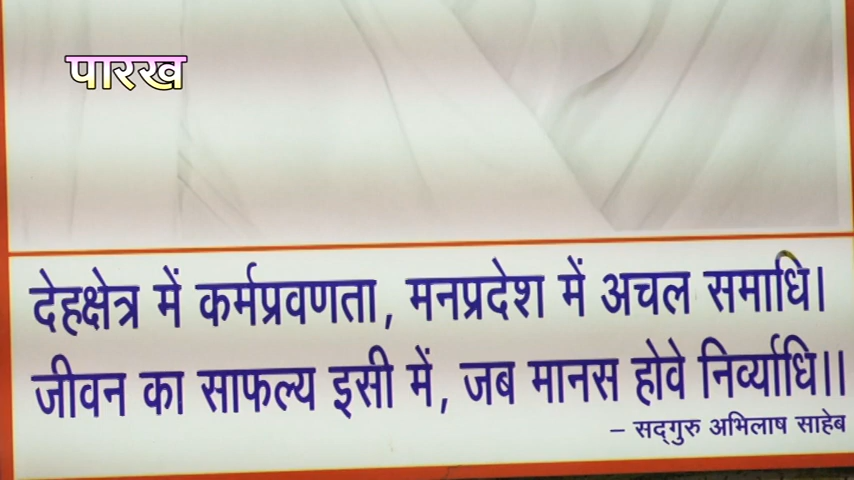 पारख
देहक्षेत्र में कर्मप्रवणता, मनप्रदेश में अचल समाधि।
जीवन का साफल्य इसी में, जब मानस होवे निर्व्याधि।।
– सद्‌गुरु अभिलाष साहेब